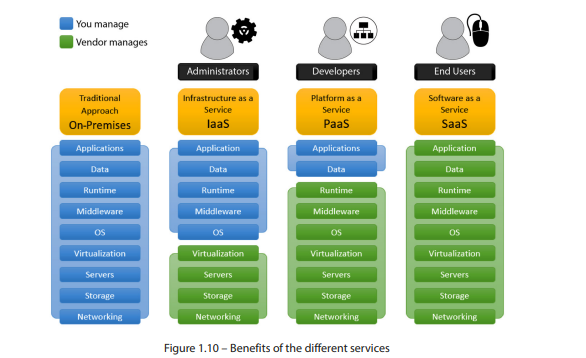 You manage
Vendor manages
Administrators
Developers
End Users
Traditional
Approach
On-Premises
Infrastructure as a
Service
IaaS
Platform as a
Service
PaaS
Software as a
Service
SaaS
Applications
Data
Runtime
Middleware
OS
Virtualization
Servers
Storage
Networking
Application
Data
Runtime
Middleware
OS
Virtualization
Servers
Storage
Networking
Applications
Data
Runtime
Middleware
OS
Virtualization
Servers
Storage
Networking
Application
Data
Runtime
Middleware
OS
Virtualization
Servers
Storage
Networking
Figure 1.10 – Benefits of the different services